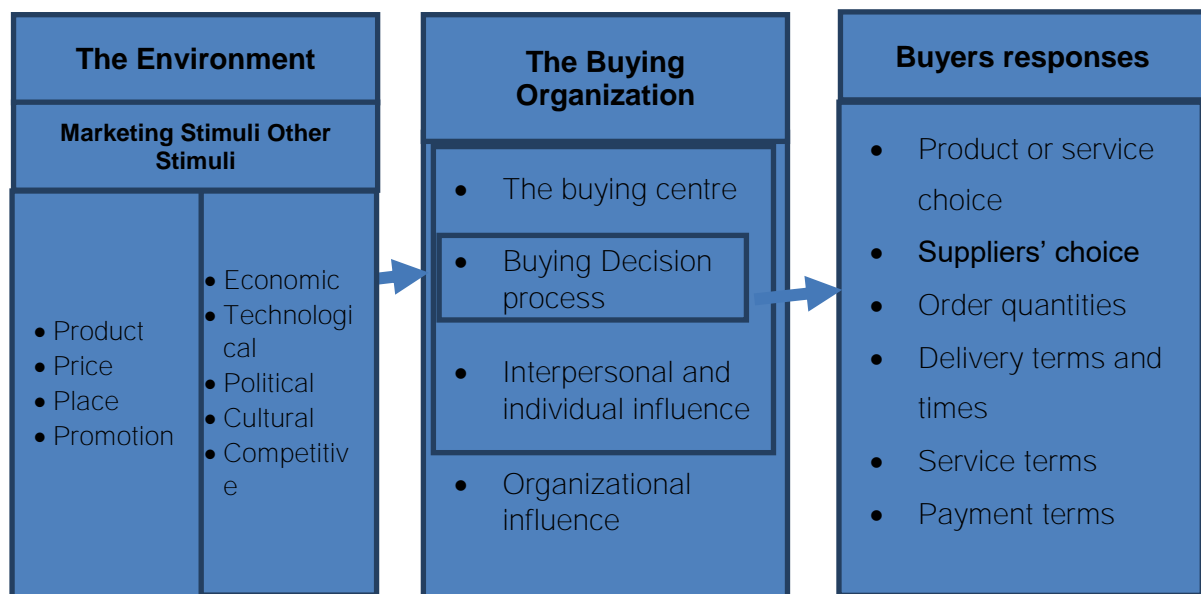 The Environment
Marketing Stimuli Other
Stimuli
• Product
• Price
• Place
• Promotion
• Economic
• Technologi
cal
• Political
• Cultural
• Competitiv
e
The Buying
Organization
• The buying centre
• Buying Decision
process
• Interpersonal and
individual influence
• Organizational
influence
Buyers responses
• Product or service
choice
• Suppliers’ choice
• Order quantities
• Delivery terms and
times
• Service terms
• Payment terms